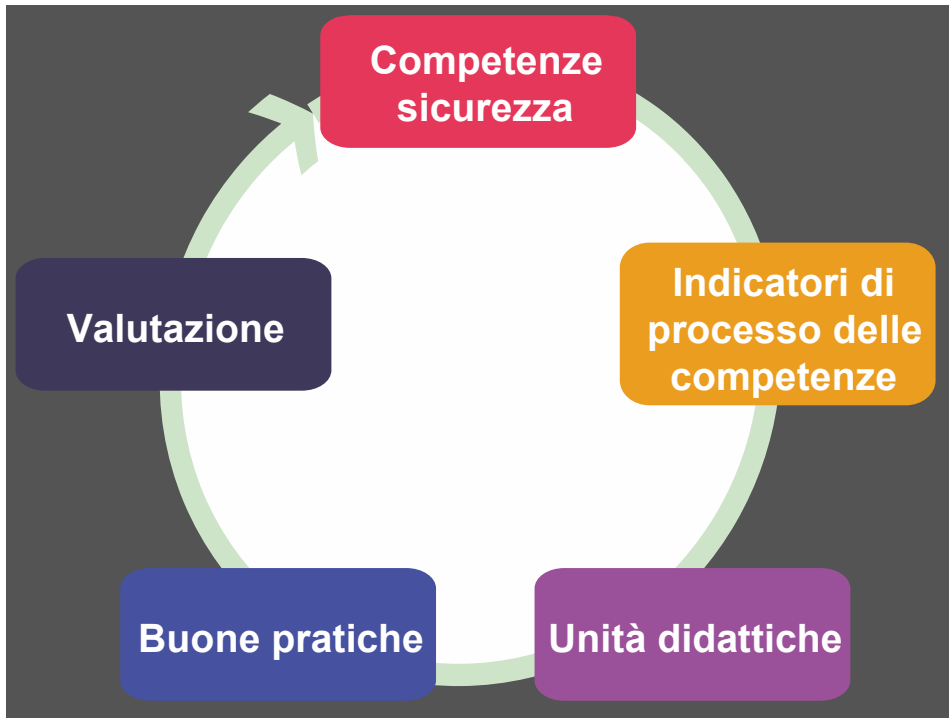 Competenze
sicurezza
Indicatori di
processo delle
competenze
Unità didattiche
Buone pratiche
Valutazione